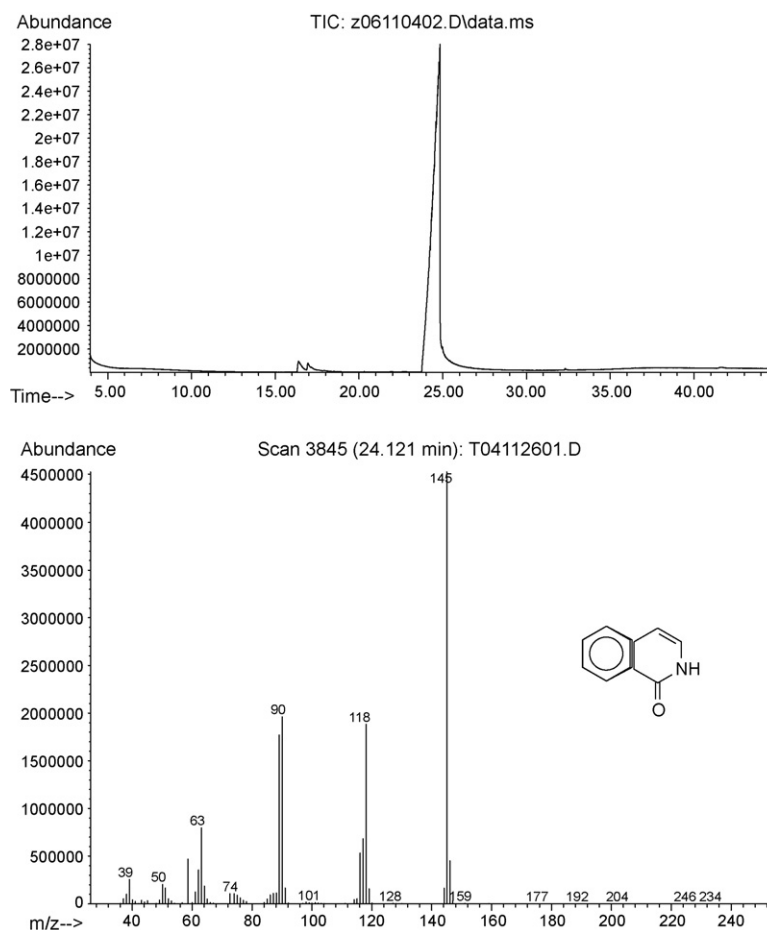 Abundance
TIC: z06110402.D\data.ms
2.8e+07
2.6e+07
2.4e+07
2.2e+07
2e+07
1.8e+07
1.6e+07
1.4e+07
1.2e+07
1e+07
8000000
6000000
4000000
2000000
5.00 10.00 15.00 20.00 25.00 30.00 35.00 40.00
Time-->
Abundance
Scan 3845 (24.121 min): T04112601.D
4500000
4000000
3500000
3000000
2500000
2000000
1500000
1000000
500000
0
145
90
118
63
39
50
74
101
128
159
177
192
204
246
234
NH
O
40 60 80 100 120 140 160 180 200 220 240
m/z-->